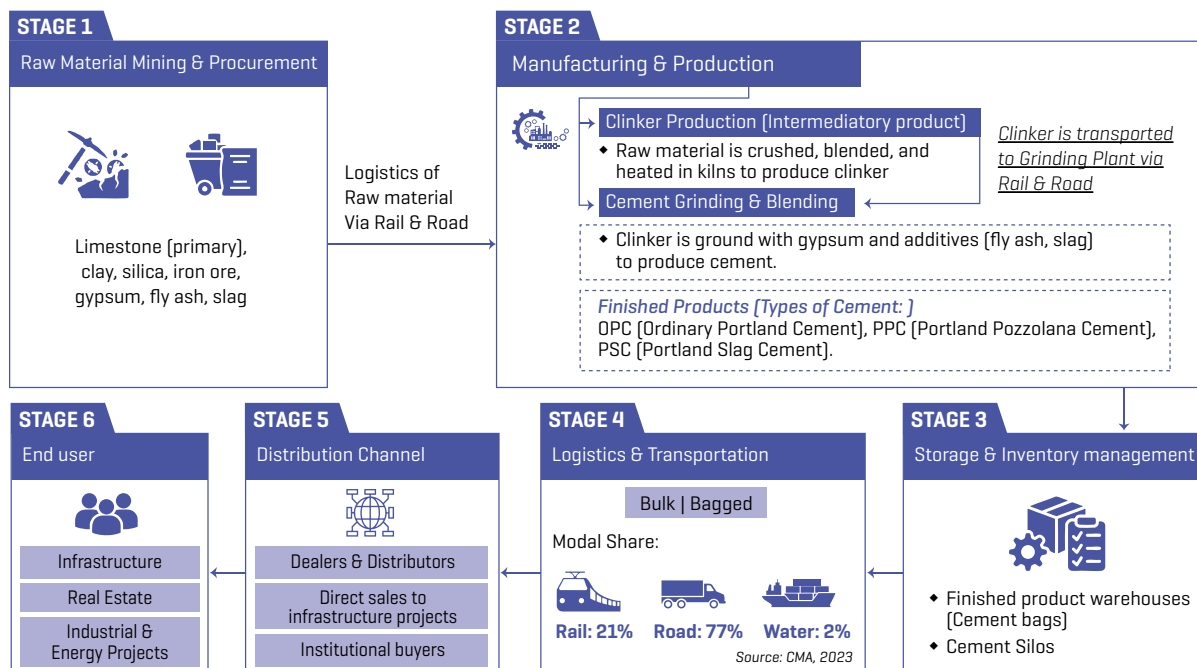 STAGE 1
Raw Material Mining & Procurement
Limestone (primary),
clay, silica, iron ore,
gypsum, fly ash, slag
Logistics of
Raw material
Via Rail & Road
STAGE 2
Manufacturing & Production
Clinker Production (Intermediatory product)
◆ Raw material is crushed, blended, and
heated in kilns to produce clinker
Cement Grinding & Blending
Clinker is transported
to Grinding Plant via
Rail & Road
◆ Clinker is ground with gypsum and additives (fly ash, slag)
to produce cement.
Finished Products (Types of Cement: )
OPC (Ordinary Portland Cement), PPC (Portland Pozzolana Cement),
PSC (Portland Slag Cement).
STAGE 3
Storage & Inventory management
◆ Finished product warehouses
(Cement bags)
◆ Cement Silos
STAGE 4
Logistics & Transportation
Bulk | Bagged
Modal Share:
Rail: 21%
Road: 77%
Water: 2%
Source: CMA, 2023
STAGE 5
Distribution Channel
Dealers & Distributors
Direct sales to
infrastructure projects
Institutional buyers
STAGE 6
End user
Infrastructure
Real Estate
Industrial &
Energy Projects